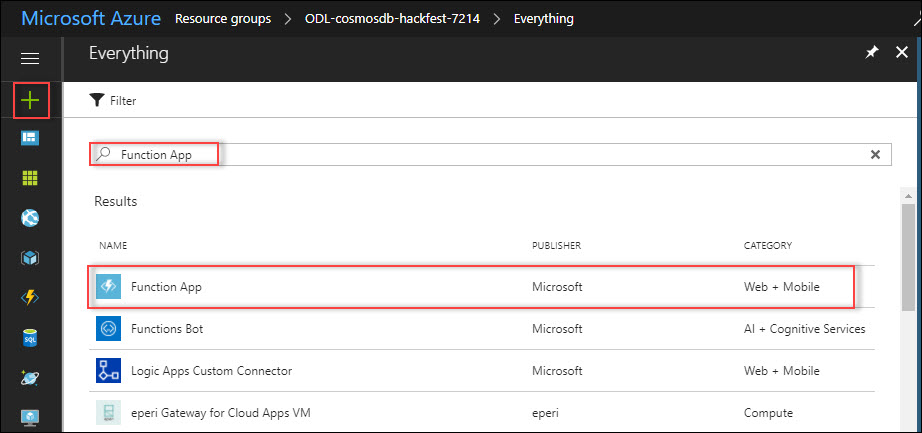 Microsoft Azure Resource groups > ODL-cosmosdb-hackfest-7214 > Everything
Everything
Filter
Function App
Results
NAME PUBLISHER CATEGORY
Function App Microsoft Web + Mobile
Functions Bot Microsoft AI + Cognitive Services
Logic Apps Custom Connector Microsoft Web + Mobile
SQL
eperi Gateway for Cloud Apps VM eperi Compute